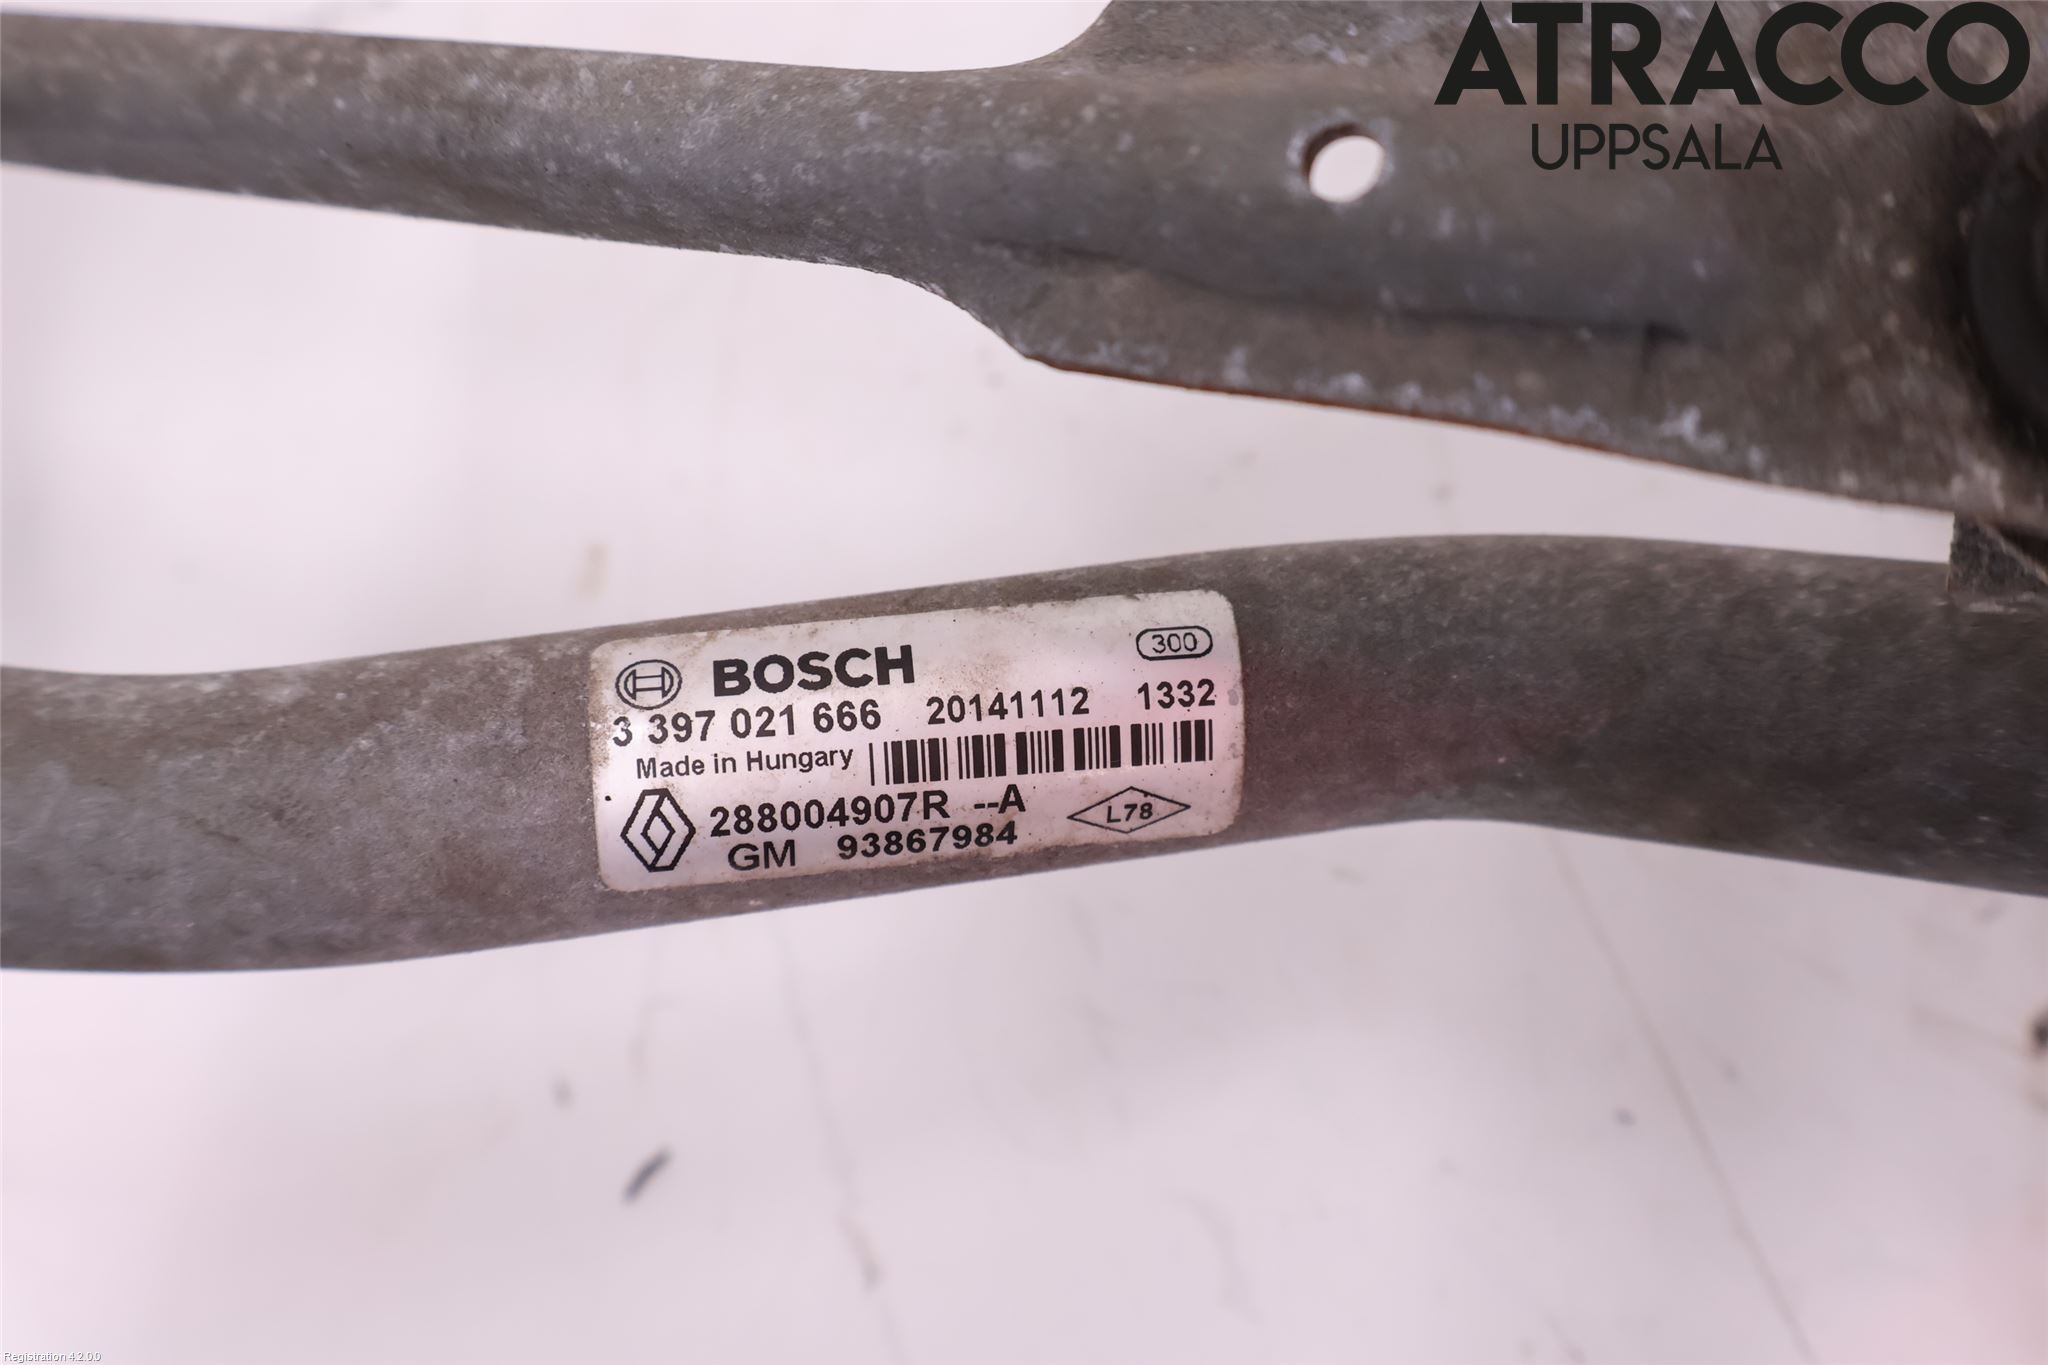 ATRACCO
UPPSALA
BOSCH 300
3 397 021 666 20141112 1332
Made in Hungary
288004907R --A L78
GM 93867984
Registration 4.2.0.0